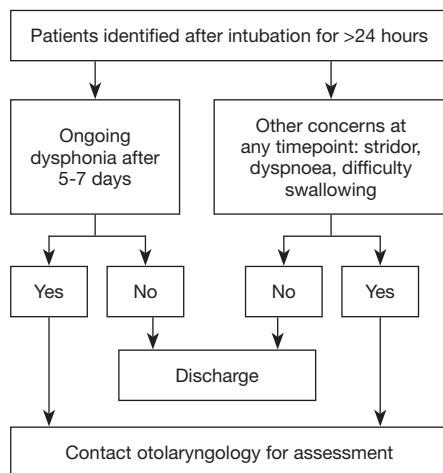 Patients identified after intubation for >24 hours
Ongoing
dysphonia after
5-7 days
Other concerns at
any timepoint: stridor,
dyspnoea, difficulty
swallowing
Yes
No
No
Yes
Discharge
Contact otolaryngology for assessment